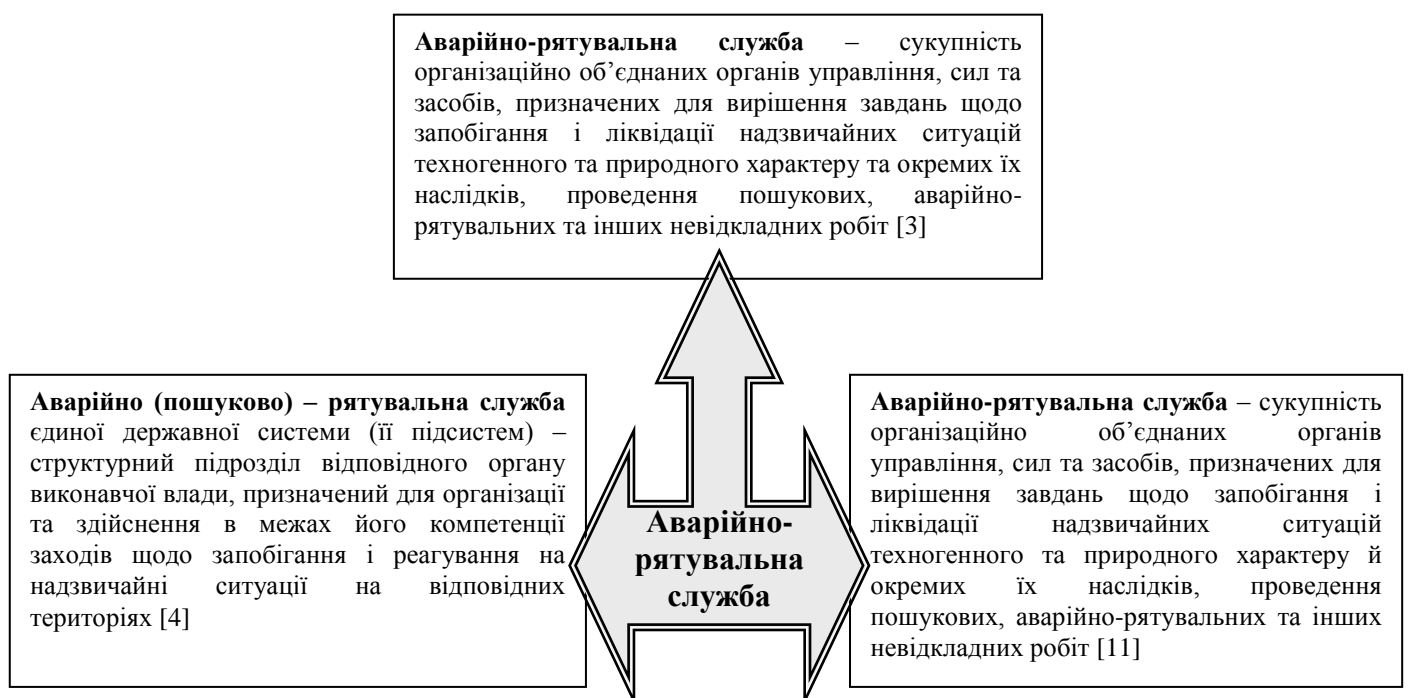 Аварійно-рятувальна служба – сукупність
організаційно об’єднаних органів управління, сил та
засобів, призначених для вирішення завдань щодо
запобігання і ліквідації надзвичайних ситуацій
техногенного та природного характеру та окремих їх
наслідків, проведення пошукових, аварійно-
рятувальних та інших невідкладних робіт [3]
Аварійно (пошуково) – рятувальна служба
єдиної державної системи (її підсистем) –
структурний підрозділ відповідного органу
виконавчої влади, призначений для організації
та здійснення в межах його компетенції
заходів щодо запобігання і реагування на
надзвичайні ситуації на відповідних
територіях [4]
Аварійно-
рятувальна
служба
Аварійно-рятувальна служба – сукупність
організаційно об’єднаних органів
управління, сил та засобів, призначених для
вирішення завдань щодо запобігання і
ліквідації надзвичайних ситуацій
техногенного та природного характеру й
окремих їх наслідків, проведення
пошукових, аварійно-рятувальних та інших
невідкладних робіт [11]